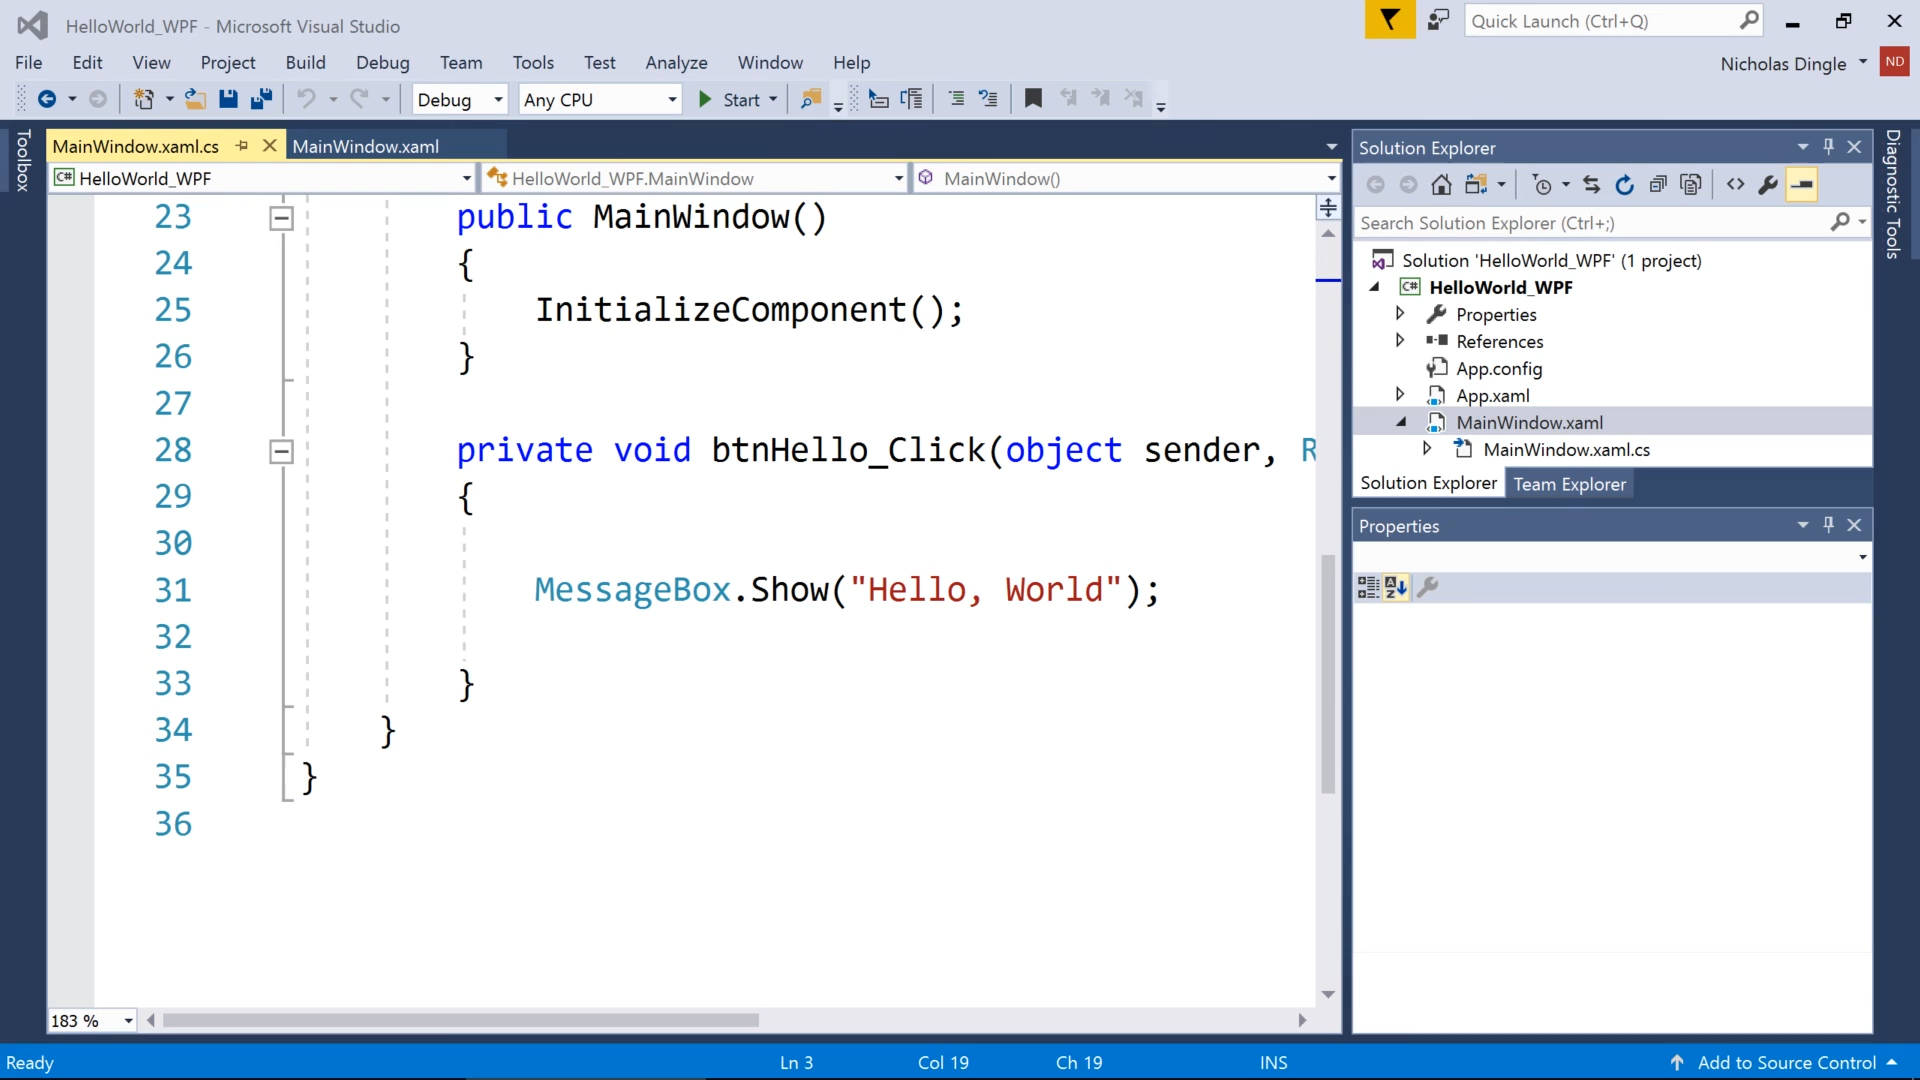 HelloWorld_WPF - Microsoft Visual Studio
Quick Launch (Ctrl+Q)
File Edit View Project Build Debug Team Tools Test Analyze Window Help
Nicholas Dingle ND
Debug Any CPU Start
Toolbox
MainWindow.xaml.cs MainWindow.xaml
HelloWorld_WPF HelloWorld_WPF.MainWindow MainWindow()
23 public MainWindow()
24 {
25 InitializeComponent();
26 }
27
28 private void btnHello_Click(object sender, R
29 {
30
31 MessageBox.Show("Hello, World");
32
33 }
34 }
35 }
36
183 %
Solution Explorer
Search Solution Explorer (Ctrl+;)
Solution 'HelloWorld_WPF' (1 project)
C# HelloWorld_WPF
Properties
References
App.config
App.xaml
MainWindow.xaml
MainWindow.xaml.cs
Solution Explorer Team Explorer
Properties
Diagnostic Tools
Ready Ln 3 Col 19 Ch 19 INS Add to Source Control